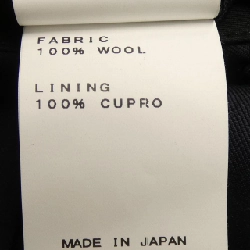 FABRIC
100% WOOL
LINING
100% CUPRO
MADE IN JAPAN